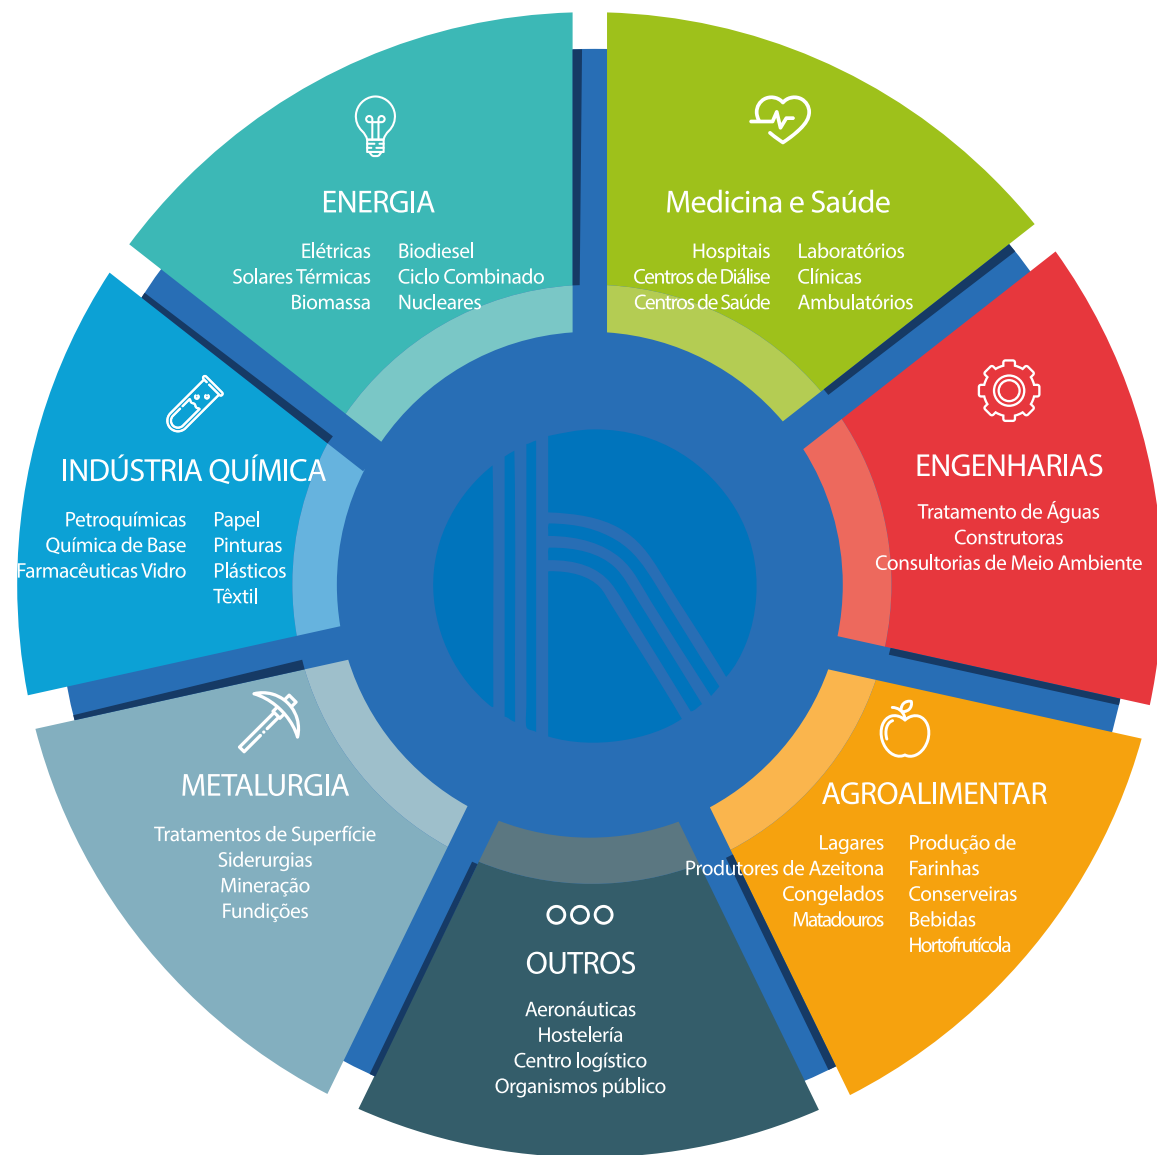 ENERGIA
Elétricas Biodiesel
Solares Térmicas Ciclo Combinado
Biomassa Nucleares
Medicina e Saúde
Hospitais Laboratórios
Centros de Diálise Clínicas
Centros de Saúde Ambulatórios
INDÚSTRIA QUÍMICA
Petroquímicas Papel
Química de Base Pinturas
Farmacêuticas Vidro Plásticos
Têxtil
ENGENHARIAS
Tratamento de Águas
Construtoras
Consultorias de Meio Ambiente
METALURGIA
Tratamentos de Superfície
Siderurgias
Mineração
Fundições
AGROALIMENTAR
Lagares Produção de
Produtores de Azeitona Farinhas
Congelados Conserveiras
Matadouros Bebidas
Hortofrutícola
OUTROS
Aeronáuticas
Hostelería
Centro logístico
Organismos público